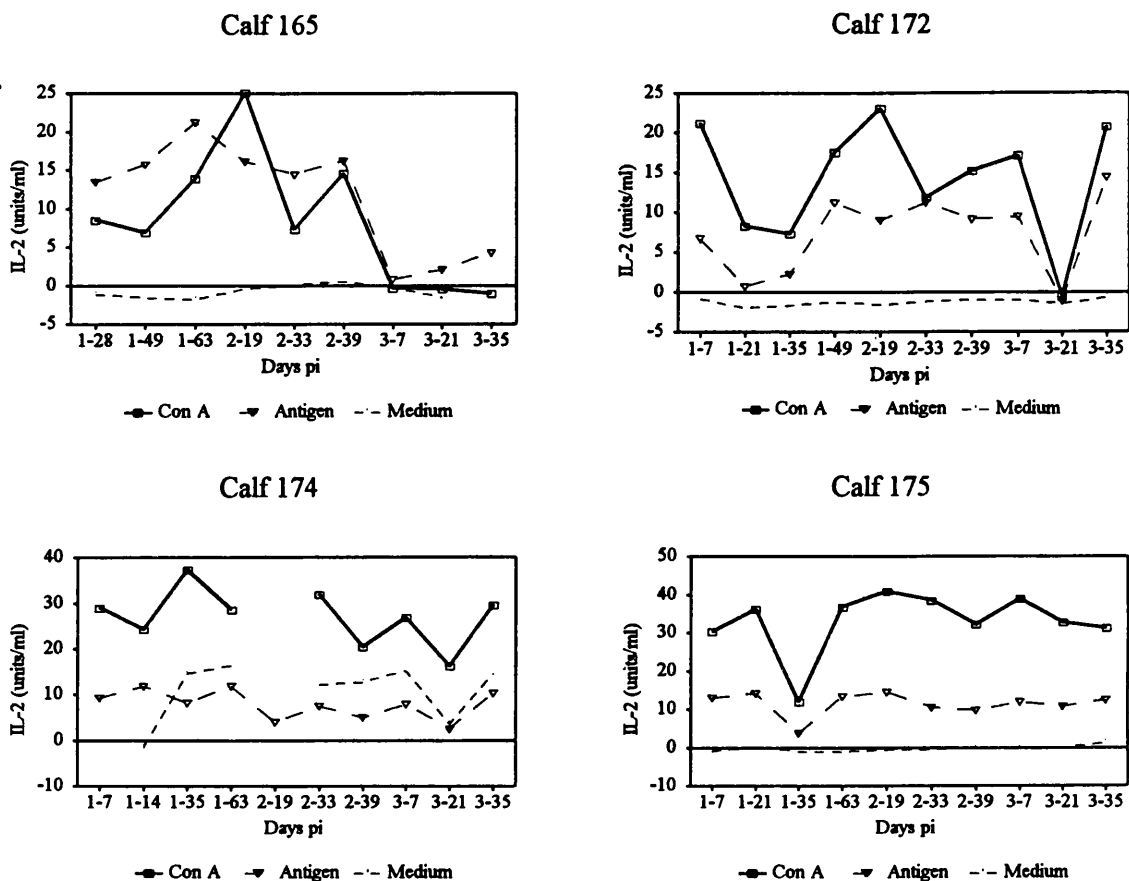 Calf 165
25
20
15
10
5
0
-5
IL-2 (units/ml)
1-28 1-49 1-63 2-19 2-33 2-39 3-7 3-21 3-35
Days pi
Con A Antigen Medium
Calf 172
25
20
15
10
5
0
-5
IL-2 (units/ml)
1-7 1-21 1-35 1-49 2-19 2-33 2-39 3-7 3-21 3-35
Days pi
Con A Antigen Medium
Calf 174
40
30
20
10
0
-10
IL-2 (units/ml)
1-7 1-14 1-35 1-63 2-19 2-33 2-39 3-7 3-21 3-35
Days pi
Con A Antigen Medium
Calf 175
50
40
30
20
10
0
-10
IL-2 (units/ml)
1-7 1-21 1-35 1-63 2-19 2-33 2-39 3-7 3-21 3-35
Days pi
Con A Antigen Medium